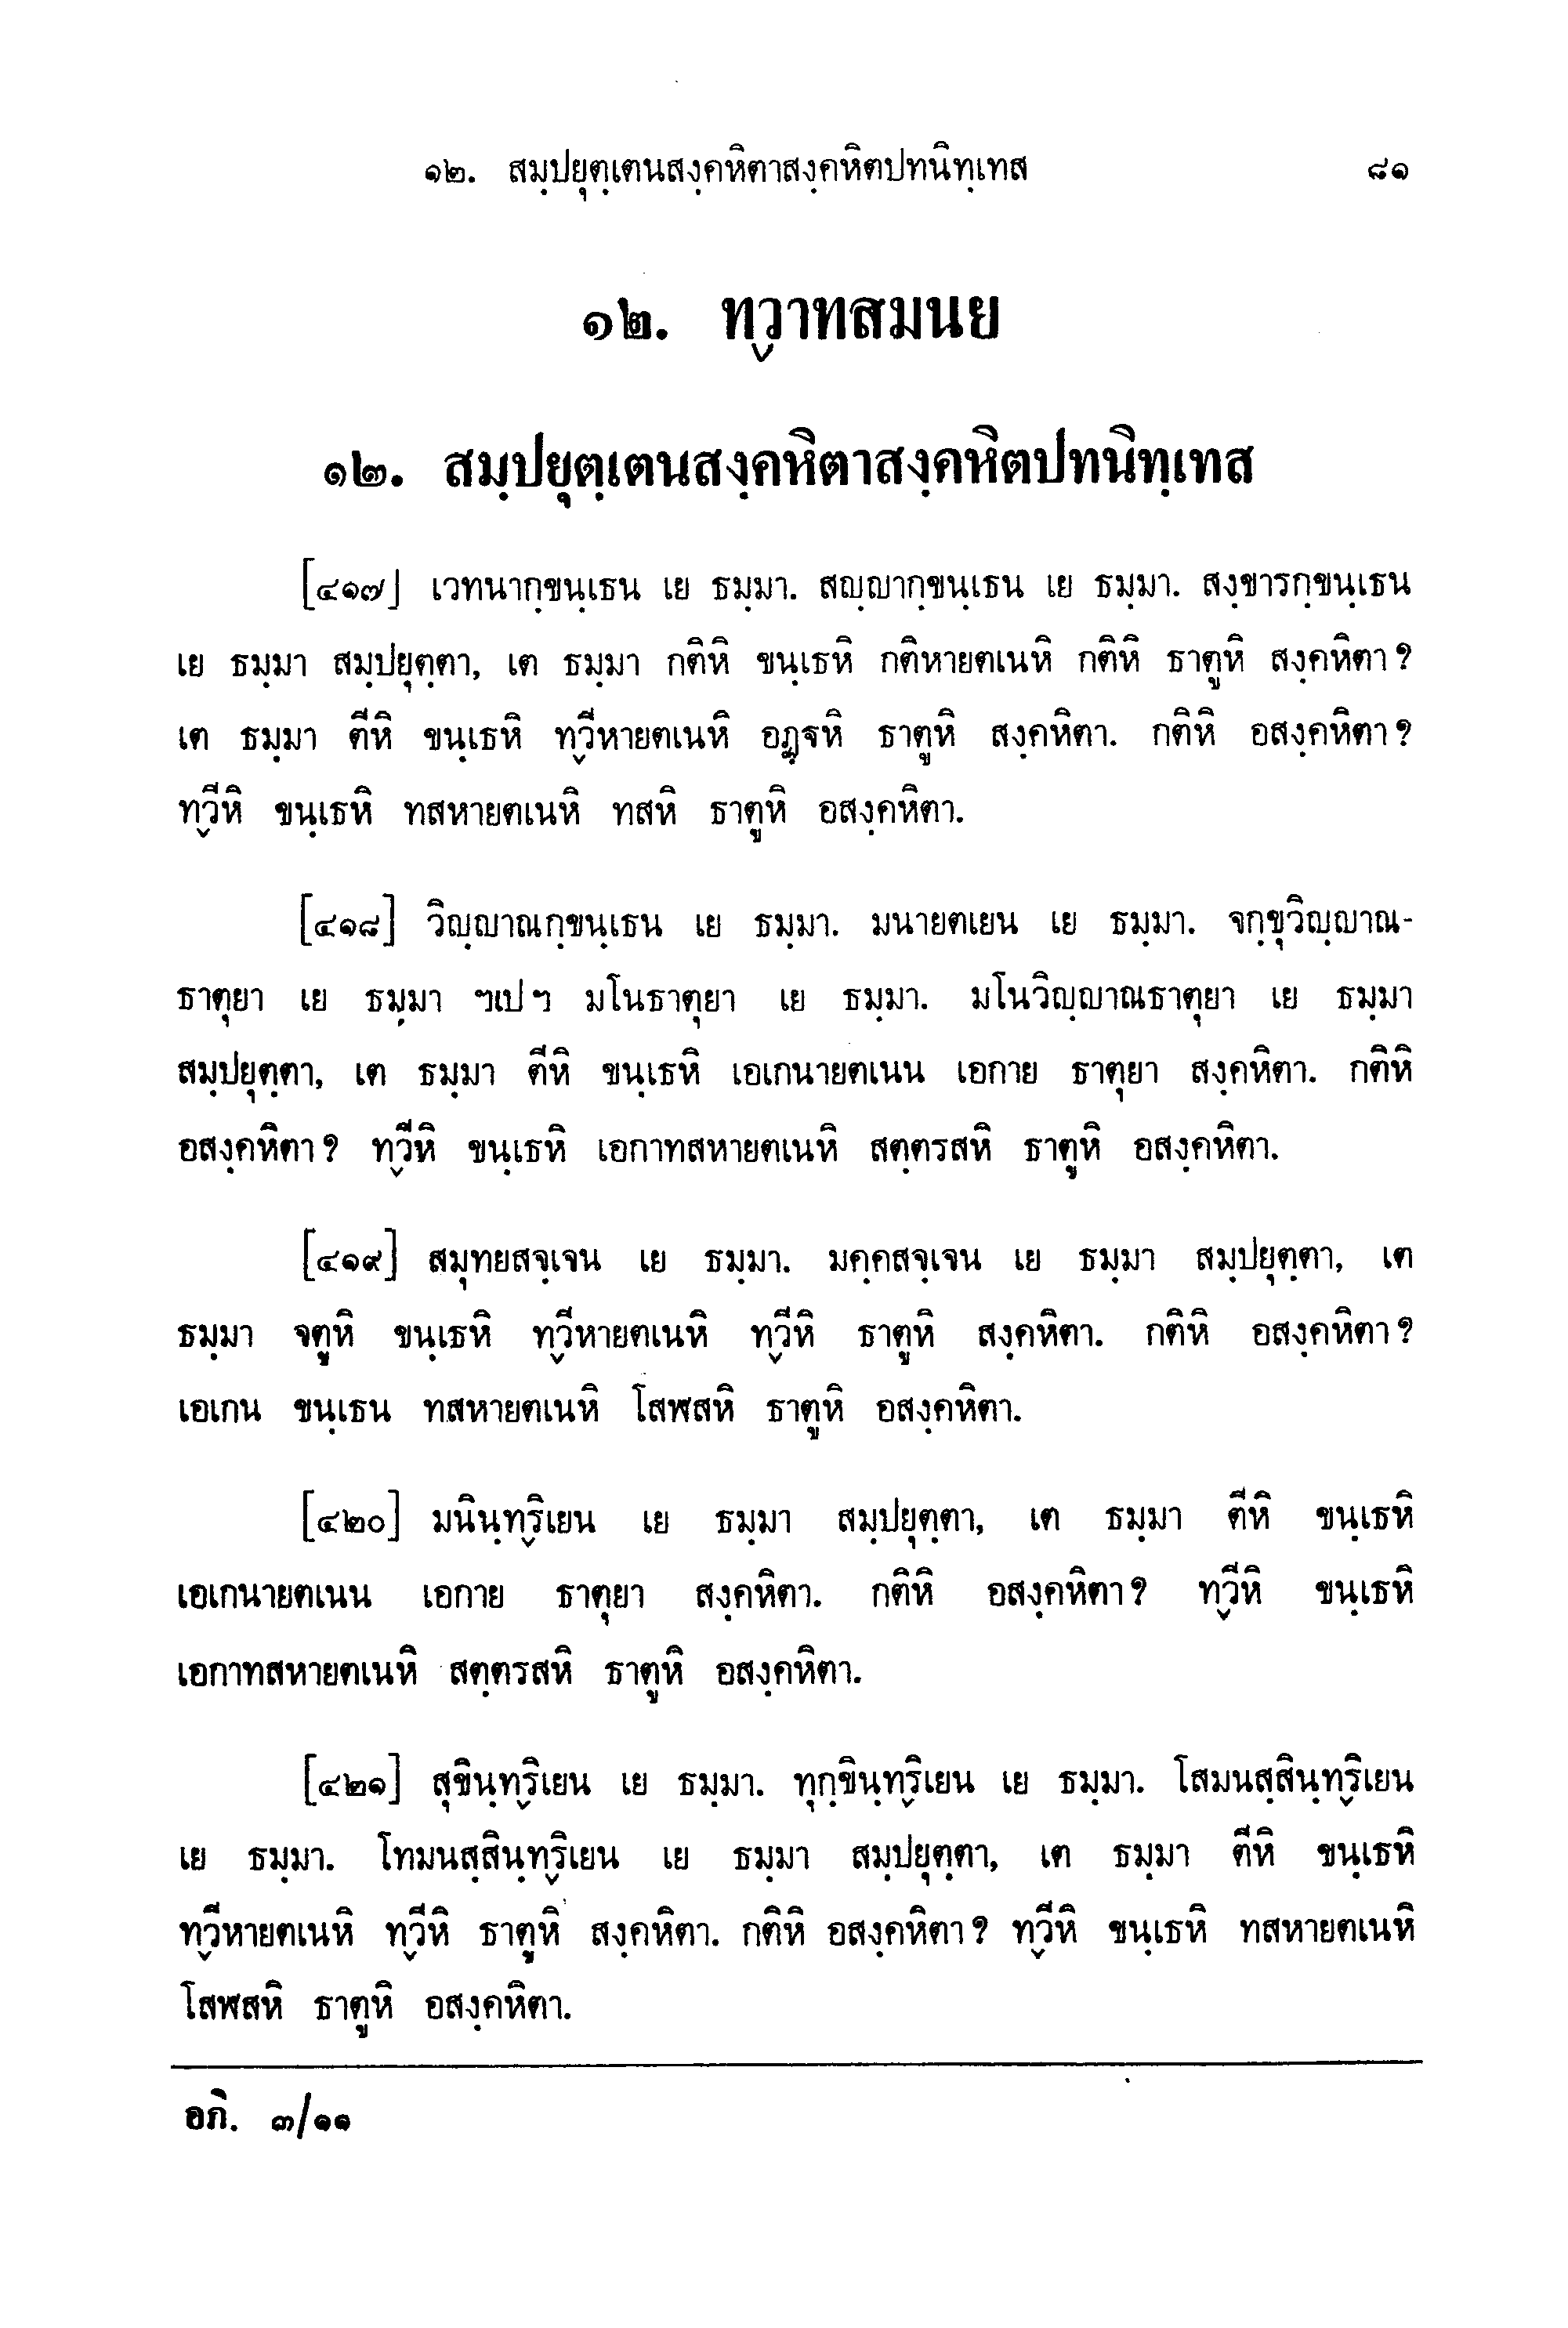 ๑๒. สมฺปยุตฺเตนสงฺคหิตาสงฺคหิตปทนิทฺเทส ๘๑
๑๒. ทฺวาทสมนย
๑๒. สมฺปยุตฺเตนสงฺคหิตาสงฺคหิตปทนิทฺเทส
[๔๑๗] เวทนากฺขนฺเธน เย ธมฺมา. สญฺญากฺขนฺเธน เย ธมฺมา. สงฺขารกฺขนฺเธน
เย ธมฺมา สมฺปยุตฺตา, เต ธมฺมา กติหิ ขนฺเธหิ กติหายตเนหิ กติหิ ธาตูหิ สงฺคหิตา?
เต ธมฺมา ตีหิ ขนฺเธหิ ทฺวีหายตเนหิ อฏฺฐหิ ธาตูหิ สงฺคหิตา. กติหิ อสงฺคหิตา?
ทฺวีหิ ขนฺเธหิ ทสหายตเนหิ ทสหิ ธาตูหิ อสงฺคหิตา.
[๔๑๘] วิญฺญาณกฺขนฺเธน เย ธมฺมา. มนายตเยน เย ธมฺมา. จกฺขุวิญฺญาณ-
ธาตุยา เย ธมฺมา ฯเปฯ มโนธาตุยา เย ธมฺมา. มโนวิญฺญาณธาตุยา เย ธมฺมา
สมฺปยุตฺตา, เต ธมฺมา ตีหิ ขนฺเธหิ เอเกนายตเนน เอกาย ธาตุยา สงฺคหิตา. กติหิ
อสงฺคหิตา? ทฺวีหิ ขนฺเธหิ เอกาทสหายตเนหิ สตฺตรสหิ ธาตูหิ อสงฺคหิตา.
[๔๑๙] สมุทยสจฺเจน เย ธมฺมา. มคฺคสจฺเจน เย ธมฺมา สมฺปยุตฺตา, เต
ธมฺมา จตูหิ ขนฺเธหิ ทฺวีหายตเนหิ ทฺวีหิ ธาตูหิ สงฺคหิตา. กติหิ อสงฺคหิตา?
เอเกน ขนฺเธน ทสหายตเนหิ โสฬสหิ ธาตูหิ อสงฺคหิตา.
[๔๒๐] มนินฺทฺริเยน เย ธมฺมา สมฺปยุตฺตา, เต ธมฺมา ตีหิ ขนฺเธหิ
เอเกนายตเนน เอกาย ธาตุยา สงฺคหิตา. กติหิ อสงฺคหิตา? ทฺวีหิ ขนฺเธหิ
เอกาทสหายตเนหิ สตฺตรสหิ ธาตูหิ อสงฺคหิตา.
[๔๒๑] สุขินฺทฺริเยน เย ธมฺมา. ทุกฺขินฺทฺริเยน เย ธมฺมา. โสมนสฺสินฺทฺริเยน
เย ธมฺมา. โทมนสฺสินฺทฺริเยน เย ธมฺมา สมฺปยุตฺตา, เต ธมฺมา ตีหิ ขนฺเธหิ
ทฺวีหายตเนหิ ทฺวีหิ ธาตูหิ สงฺคหิตา. กติหิ อสงฺคหิตา? ทฺวีหิ ขนฺเธหิ ทสหายตเนหิ
โสฬสหิ ธาตูหิ อสงฺคหิตา.
อภิ. ๓/๑๑